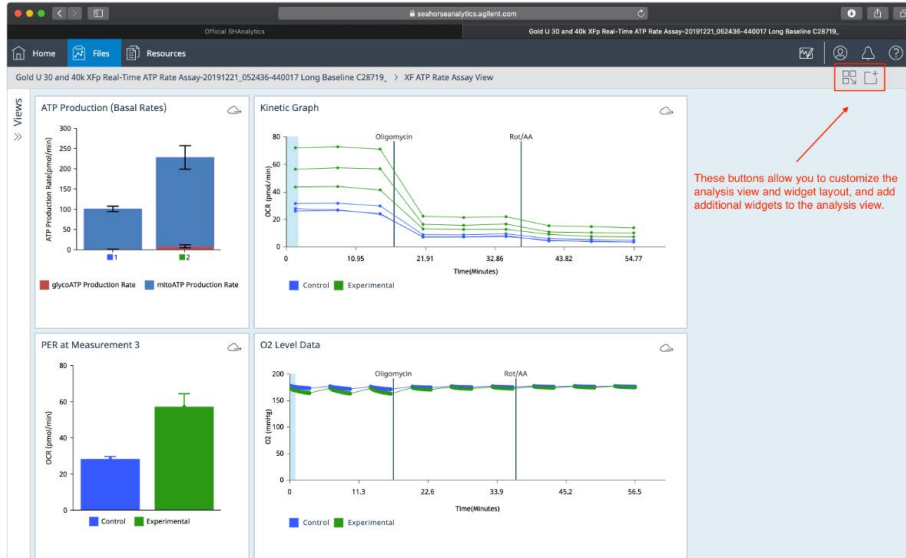 seahorseanalytics.agilent.com
Official SHAnalytics
Gold U 30 and 40k XFp Real-Time ATP Rate Assay-20191221_052436-440017 Long Baseline C28719_
Home Files Resources
Gold U 30 and 40k XFp Real-Time ATP Rate Assay-20191221_052436-440017 Long Baseline C28719_ > XF ATP Rate Assay View
Views
ATP Production (Basal Rates)
ATP Production Rate(pmol/min)
300
250
200
150
100
50
0
1 2
glycoATP Production Rate mitoATP Production Rate
Kinetic Graph
Oligomycin Rot/AA
OCR (pmol/min)
80
60
40
20
0
0 10.95 21.91 32.86 43.82 54.77
Time(Minutes)
Control Experimental
These buttons allow you to customize the
analysis view and widget layout, and add
additional widgets to the analysis view.
PER at Measurement 3
OCR (pmol/min)
80
60
40
20
0
Control Experimental
O2 Level Data
Oligomycin Rot/AA
O2 (mmHg)
200
150
100
50
0
0 11.3 22.6 33.9 45.2 56.5
Time(Minutes)
Control Experimental